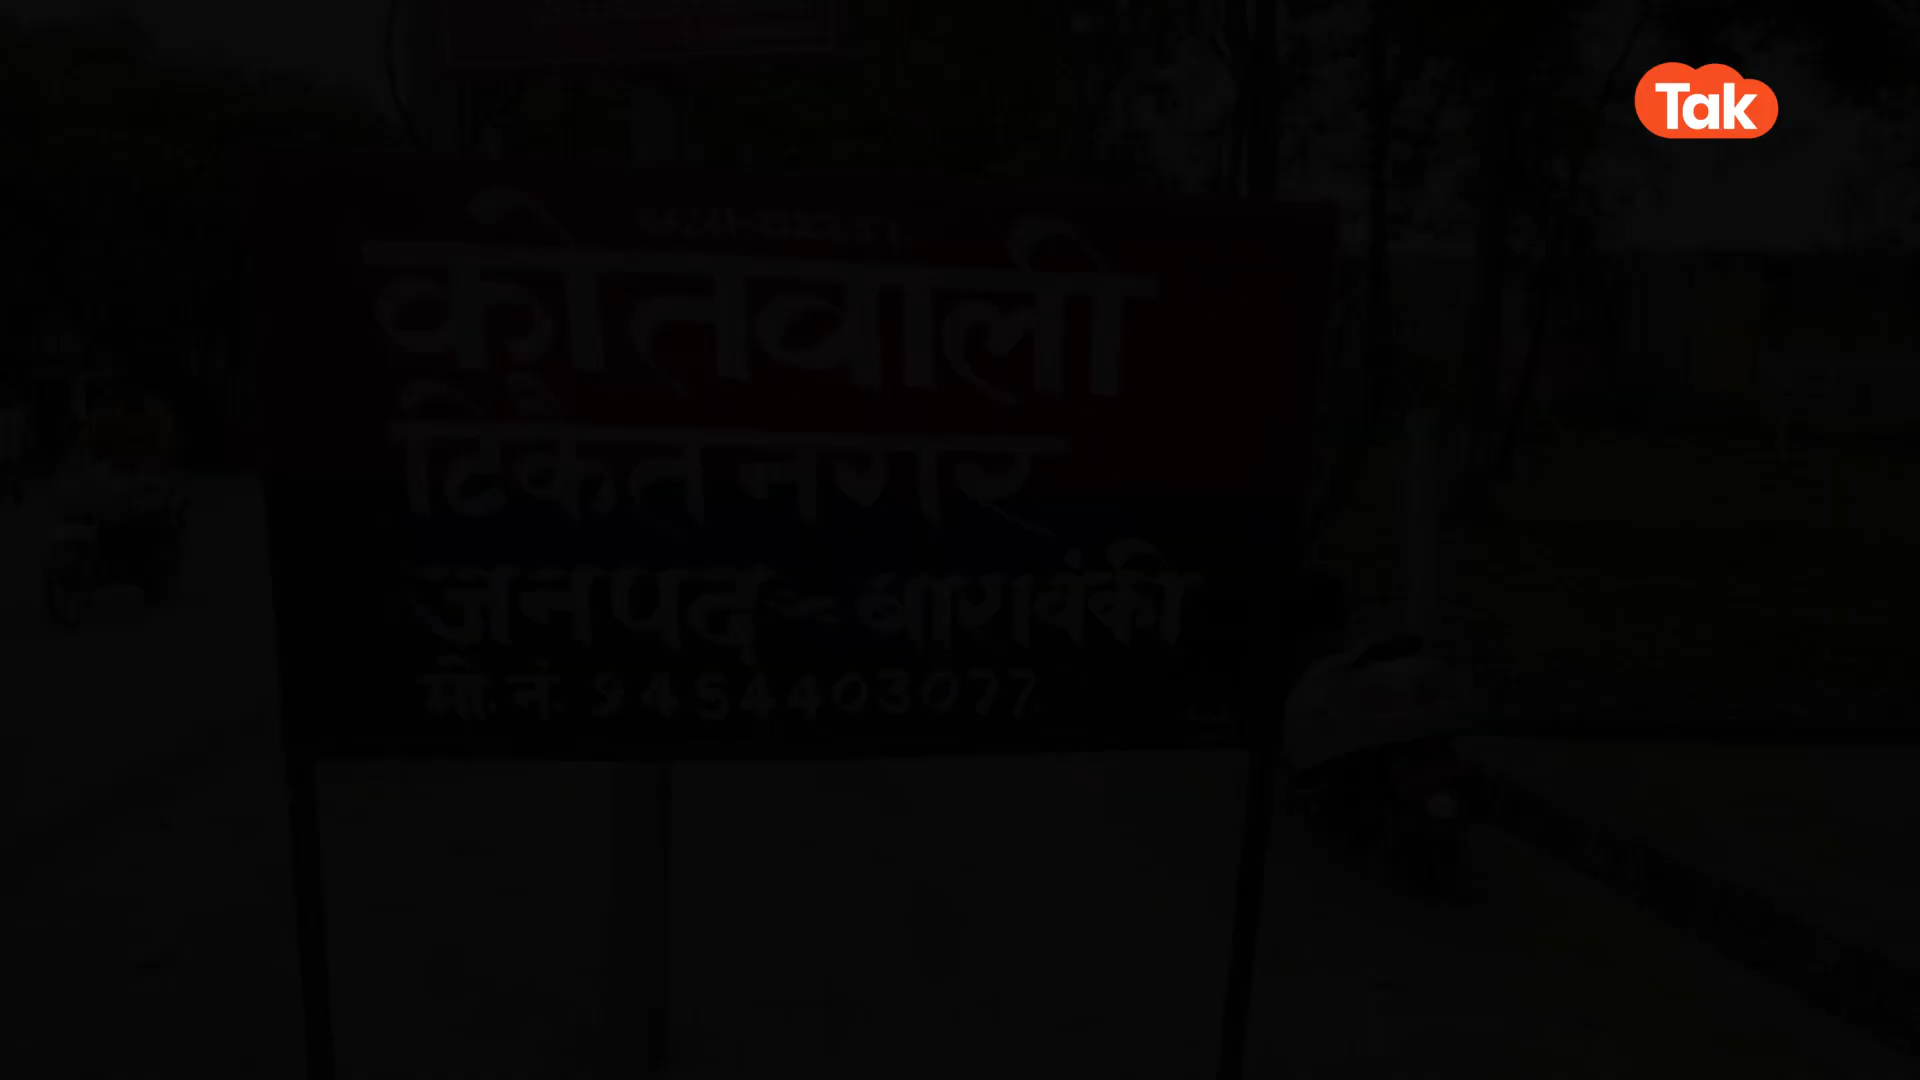 Tak
कोतवाली
टिकैत नगर
जनपद - बाराबंकी
मो. नं. 9454403077